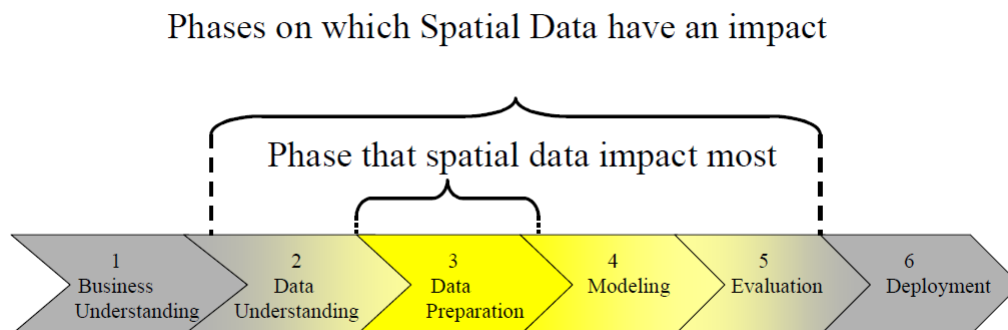 Phases on which Spatial Data have an impact
Phase that spatial data impact most
1
Business
Understanding
2
Data
Understanding
3
Data
Preparation
4
Modeling
5
Evaluation
6
Deployment